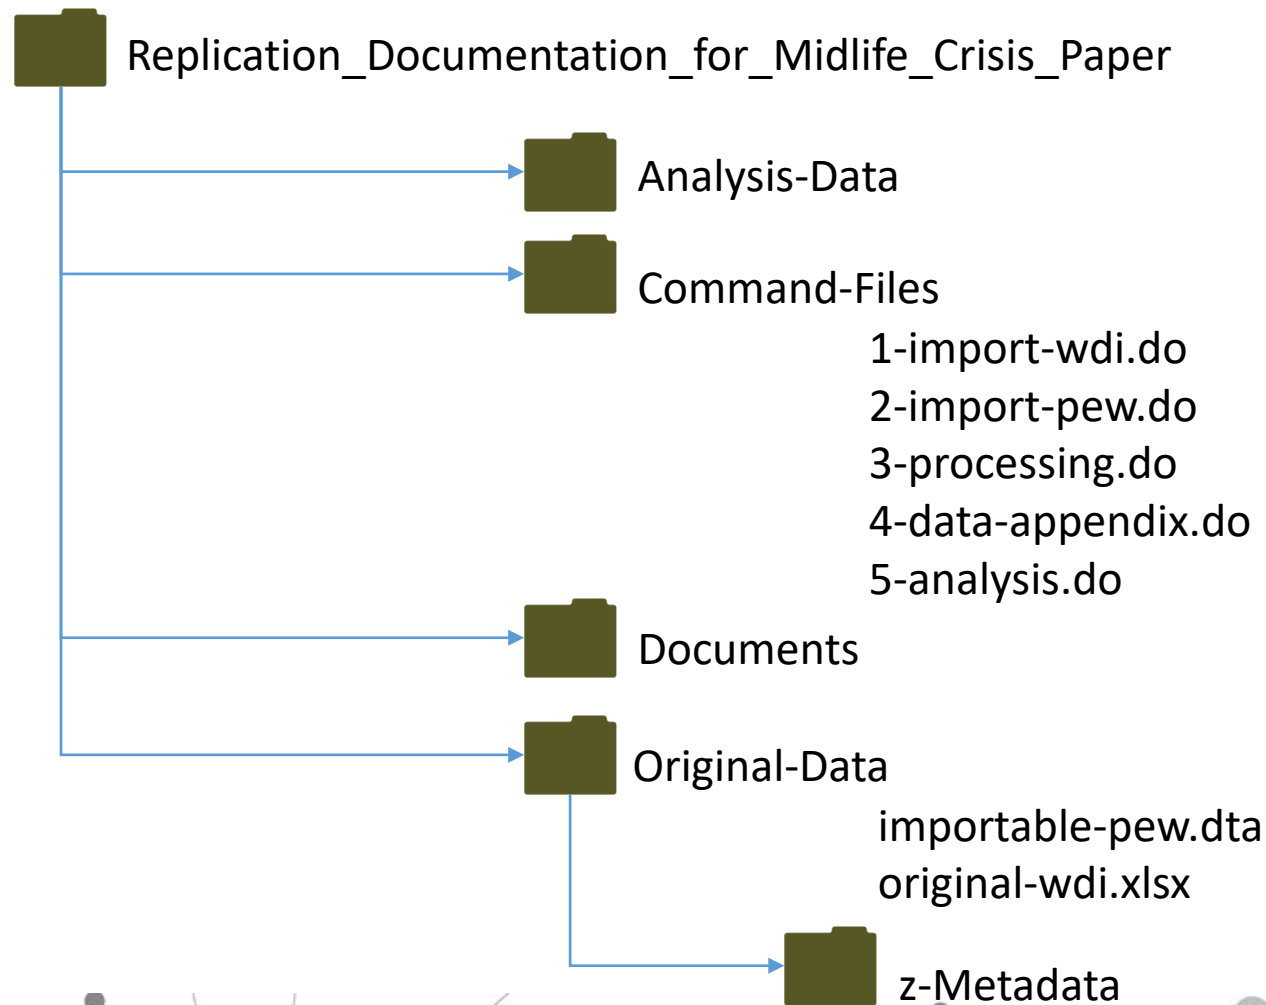 Replication_Documentation_for_Midlife_Crisis_Paper
Analysis-Data
Command-Files
1-import-wdi.do
2-import-pew.do
3-processing.do
4-data-appendix.do
5-analysis.do
Documents
Original-Data
importable-pew.dta
original-wdi.xlsx
z-Metadata